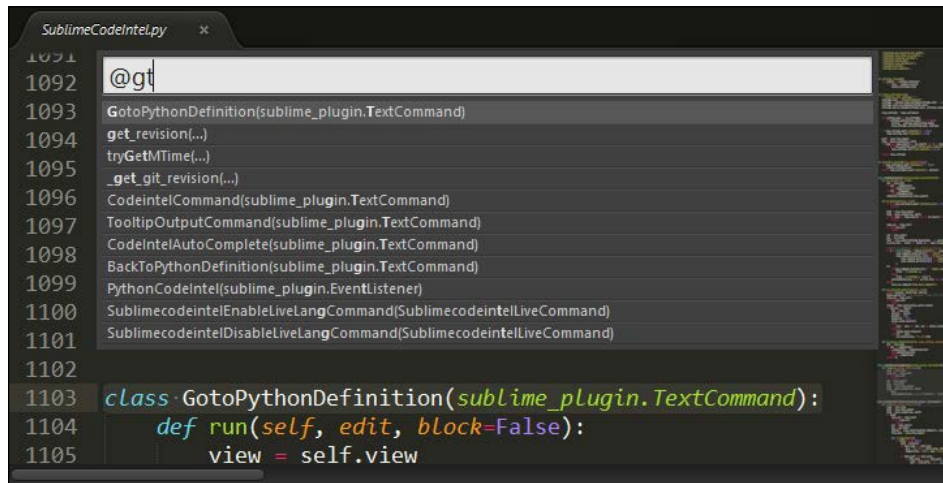 SublimeCodeIntel.py ×
1091
1092 @gt
1093 GotoPythonDefinition(sublime_plugin.TextCommand)
1094 get_revision(...)
tryGetMTime(...)
1095 _get_git_revision(...)
1096 CodeintelCommand(sublime_plugin.TextCommand)
1097 TooltipOutputCommand(sublime_plugin.TextCommand)
CodeIntelAutoComplete(sublime_plugin.TextCommand)
1098 BackToPythonDefinition(sublime_plugin.TextCommand)
1099 PythonCodeIntel(sublime_plugin.EventListener)
1100 SublimecodeintelEnableLiveLangCommand(SublimecodeintelLiveCommand)
1101 SublimecodeintelDisableLiveLangCommand(SublimecodeintelLiveCommand)
1102
1103 class GotoPythonDefinition(sublime_plugin.TextCommand):
1104 def run(self, edit, block=False):
1105 view = self.view